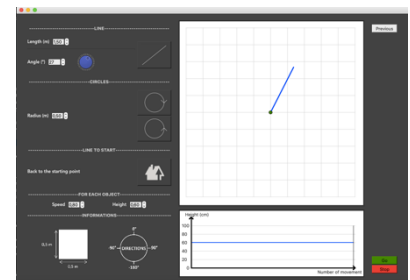 LINE
Length (m)
Angle (°) 27
CIRCLES
Radius (m)
LINE TO START
Back to the starting point
FOR EACH OBJECT
Speed Height
INFORMATIONS
0,5 m
0,5 m
0°
90° DIRECTIONS -90°
Previous
Height (cm)
100
80
60
40
20
0
Number of movement
Go
Stop